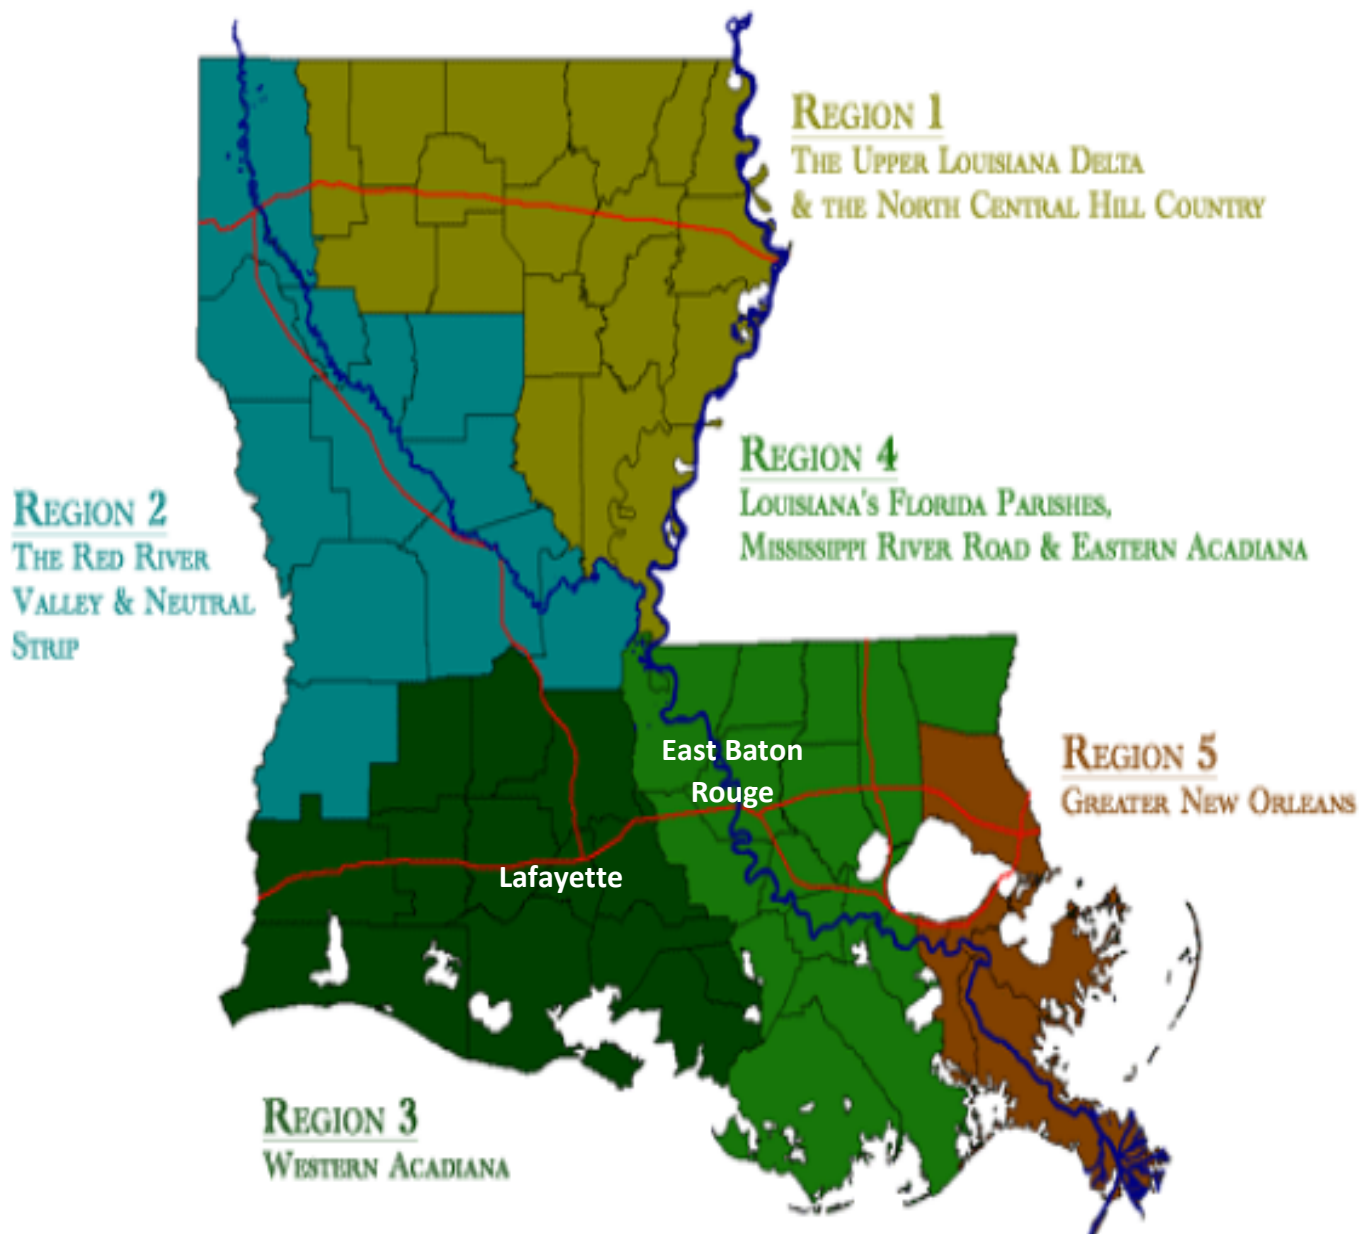 REGION 1
THE UPPER LOUISIANA DELTA
& THE NORTH CENTRAL HILL COUNTRY
REGION 4
LOUISIANA'S FLORIDA PARISHES,
MISSISSIPPI RIVER ROAD & EASTERN ACADIANA
REGION 2
THE RED RIVER
VALLEY & NEUTRAL
STRIP
East Baton
Rouge
REGION 5
GREATER NEW ORLEANS
Lafayette
REGION 3
WESTERN ACADIANA